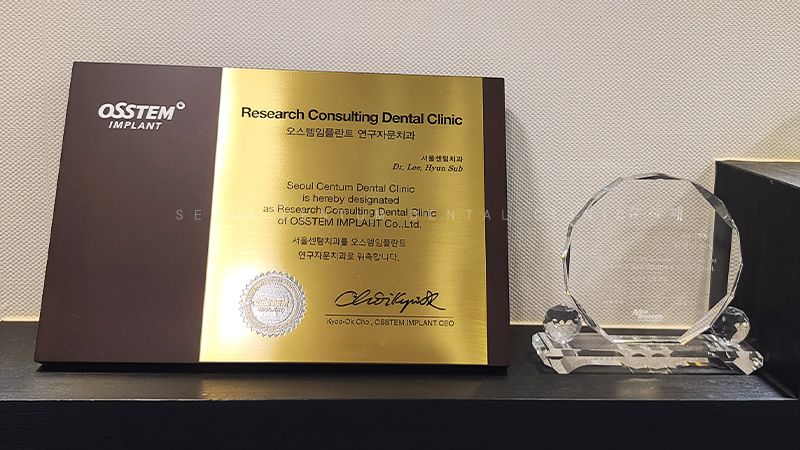 OSSTEM
IMPLANT
Research Consulting Dental Clinic
오스템임플란트 연구자문치과
서울센텀치과
Dr. Lee, Hyun Sub
Seoul Centum Dental Clinic
is hereby designated
as Research Consulting Dental Clinic
of OSSTEM IMPLANT Co.,Ltd.
서울센텀치과를 오스템임플란트
연구자문치과로 위촉합니다.
OSSTEM
IMPLANT
Kyoo-Ok Choi, OSSTEM IMPLANT CEO